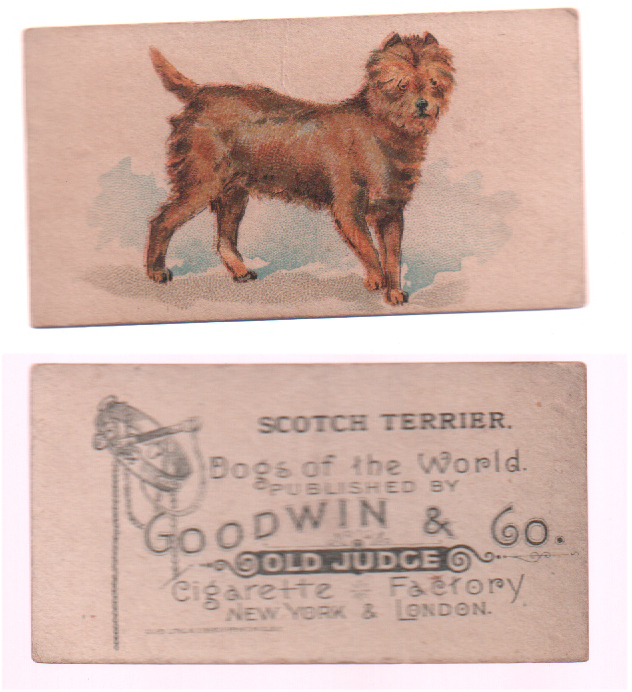 SCOTCH TERRIER.
Dogs of the World.
PUBLISHED BY
GOODWIN & CO.
OLD JUDGE
Cigarette Factory
NEW YORK & LONDON.